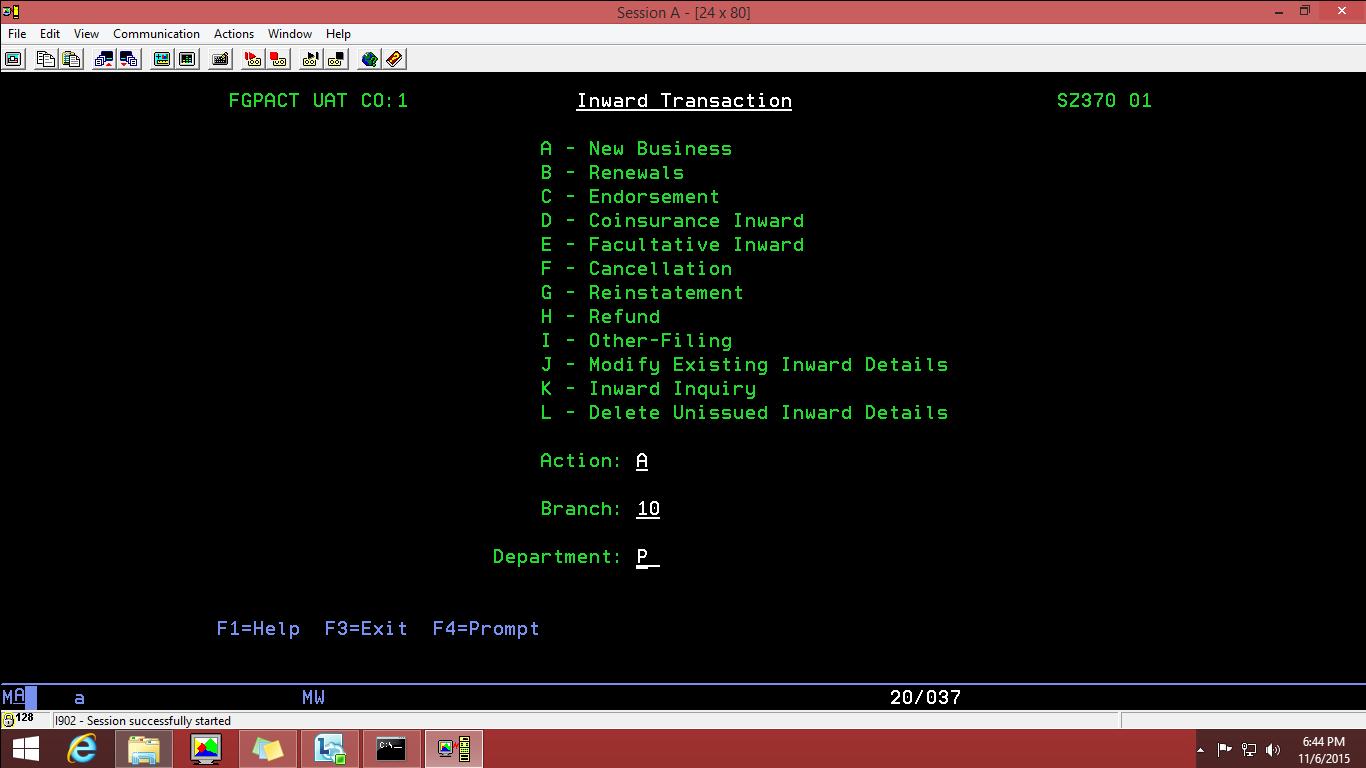 Session A - [24 x 80]
File Edit View Communication Actions Window Help
FGPACT UAT CO:1 Inward Transaction SZ370 01
A - New Business
B - Renewals
C - Endorsement
D - Coinsurance Inward
E - Facultative Inward
F - Cancellation
G - Reinstatement
H - Refund
I - Other-Filing
J - Modify Existing Inward Details
K - Inward Inquiry
L - Delete Unissued Inward Details
Action: A
Branch: 10
Department: P
F1=Help F3=Exit F4=Prompt
MA a MW 20/037
128 I902 - Session successfully started
C:\
6:44 PM
11/6/2015